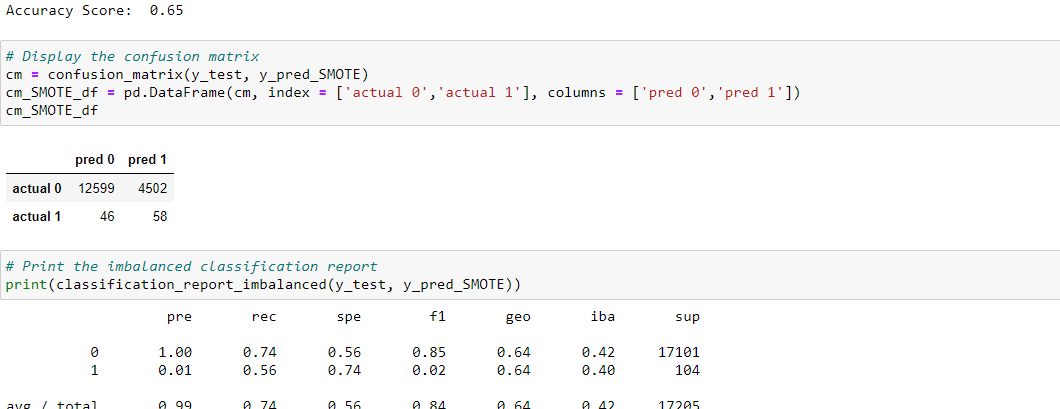 Accuracy Score:  0.65
# Display the confusion matrix
cm = confusion_matrix(y_test, y_pred_SMOTE)
cm_SMOTE_df = pd.DataFrame(cm, index = ['actual 0','actual 1'], columns = ['pred 0','pred 1'])
cm_SMOTE_df
pred 0 pred 1
actual 0 12599 4502
actual 1 46 58
# Print the imbalanced classification report
print(classification_report_imbalanced(y_test, y_pred_SMOTE))
pre rec spe f1 geo iba sup
0 1.00 0.74 0.56 0.85 0.64 0.42 17101
1 0.01 0.56 0.74 0.02 0.64 0.40 104
avg / total 0.99 0.74 0.56 0.84 0.64 0.42 17205